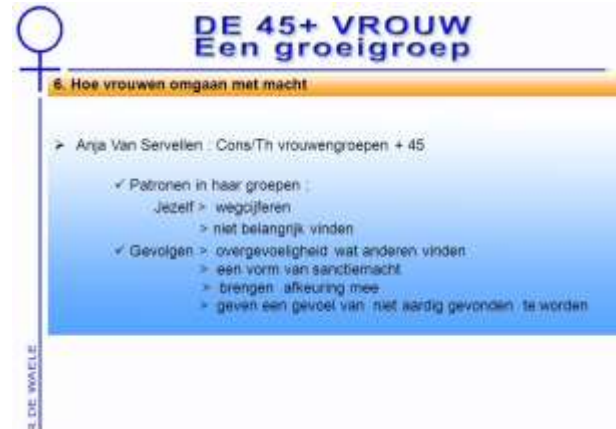 DE 45+ VROUW
Een groeigroep
6. Hoe vrouwen omgaan met macht
➢ Anja Van Servellen : Cons/Th vrouwengroepen + 45
✓ Patronen in haar groepen :
Jezelf > wegcijferen
> niet belangrijk vinden
✓ Gevolgen > overgevoeligheid wat anderen vinden
> een vorm van sanctiemacht
> brengen afkeuring mee
> geven een gevoel van niet aardig gevonden te worden
R DE WAELE